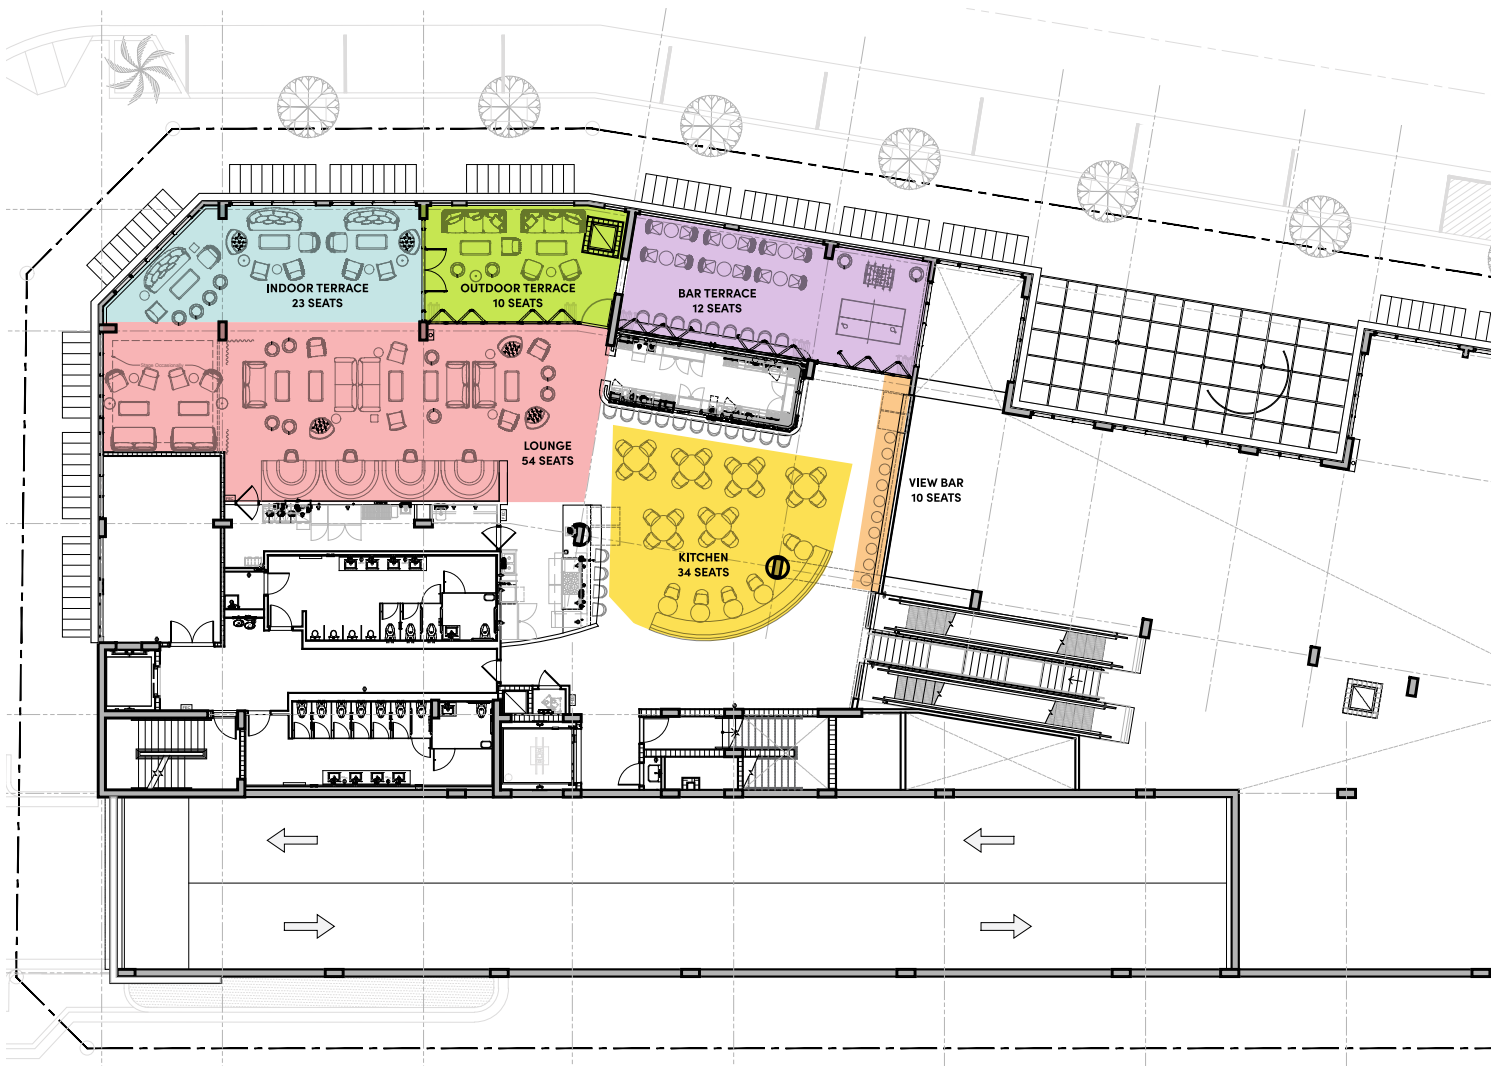 INDOOR TERRACE
23 SEATS
OUTDOOR TERRACE
10 SEATS
BAR TERRACE
12 SEATS
LOUNGE
54 SEATS
VIEW BAR
10 SEATS
KITCHEN
34 SEATS